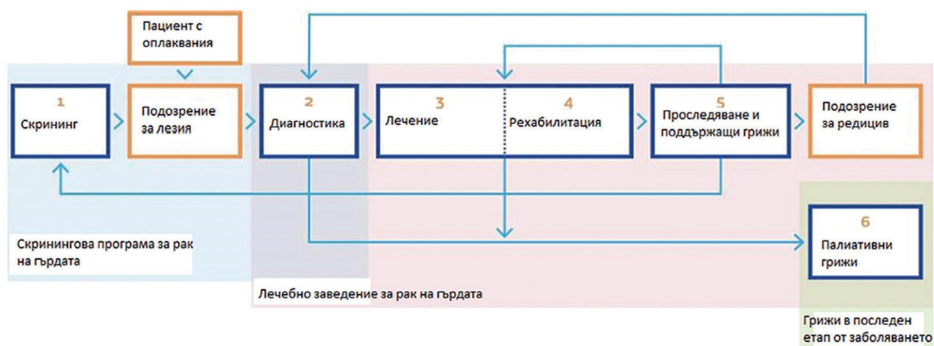 Пациент с
оплаквания
1
Скрининг
Подозрение
за лезия
2
Диагностика
3
Лечение
4
Рехабилитация
5
Проследяване и
поддържащи грижи
Подозрение
за редицив
6
Палиативни
грижи
Скринингова програма за рак
на гърдата
Лечебно заведение за рак на гърдата
Грижи в последен
етап от заболяването